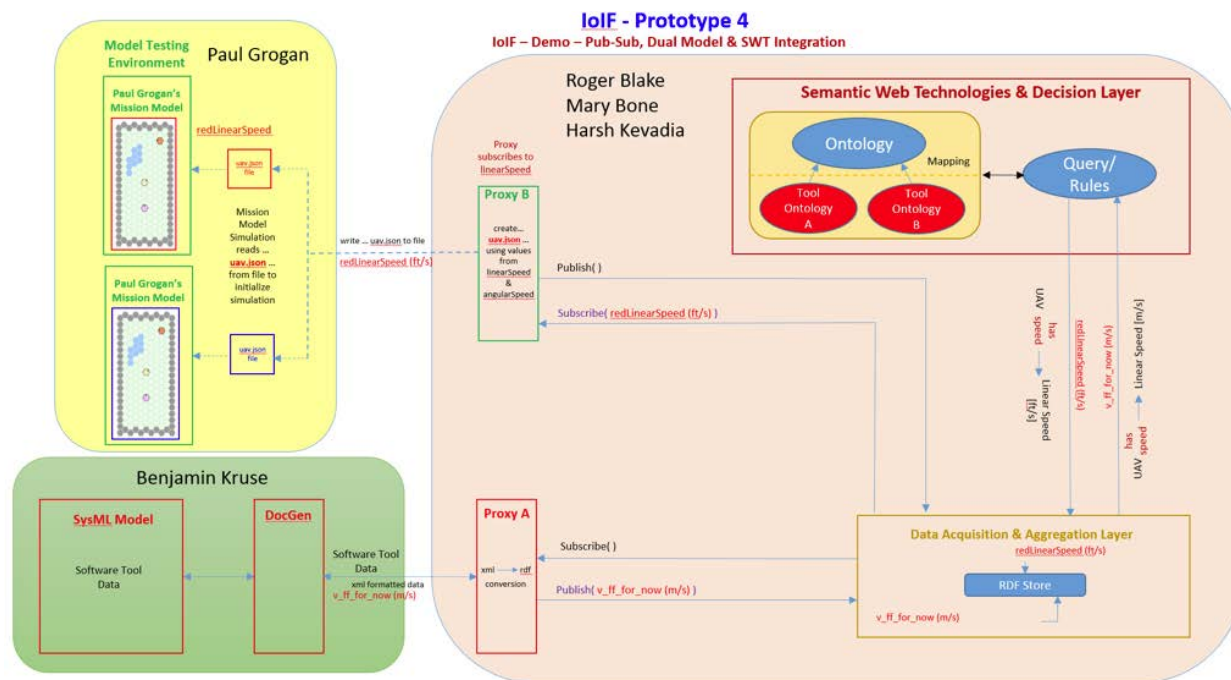 IoIF - Prototype 4
IoIF – Demo – Pub-Sub, Dual Model & SWT Integration
Model Testing
Environment
Paul Grogan
Paul Grogan's
Mission Model
redLinearSpeed
uav.json
file
Mission
Model
Simulation
reads ...
uav.json ...
from file to
initialize
simulation
Paul Grogan's
Mission Model
uav.json
file
write ... uav.json to file
redLinearSpeed (ft/s)
Benjamin Kruse
SysML Model
Software Tool
Data
DocGen
Software Tool
Data
xml formatted data
v_ff_for_now (m/s)
Roger Blake
Mary Bone
Harsh Kevadia
Proxy
subscribes to
linearSpeed
Proxy B
create...
uav.json ...
using values
from
linearSpeed
&
angularSpeed
Publish( )
Subscribe( redLinearSpeed (ft/s) )
Semantic Web Technologies & Decision Layer
Ontology
Mapping
Tool
Ontology
A
Tool
Ontology
B
Query/
Rules
UAV has speed
Linear Speed
[ft/s]
redLinearSpeed (ft/s)
v_ff_for_now (m/s)
UAV has speed
Linear Speed [m/s]
Proxy A
xml rdf
conversion
Subscribe( )
Publish( v_ff_for_now (m/s) )
Data Acquisition & Aggregation Layer
redLinearSpeed (ft/s)
RDF Store
v_ff_for_now (m/s)